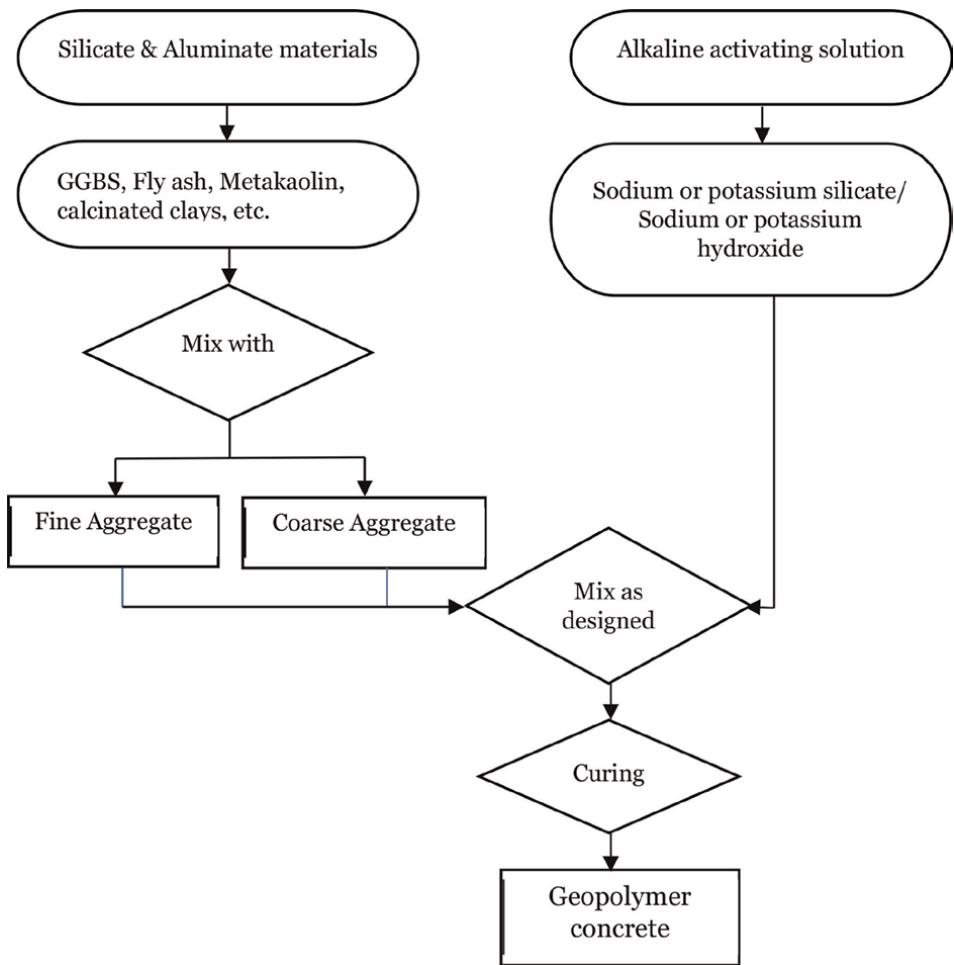 Silicate & Aluminate materials
Alkaline activating solution
GGBS, Fly ash, Metakaolin,
calcinated clays, etc.
Sodium or potassium silicate/
Sodium or potassium
hydroxide
Mix with
Fine Aggregate
Coarse Aggregate
Mix as
designed
Curing
Geopolymer
concrete